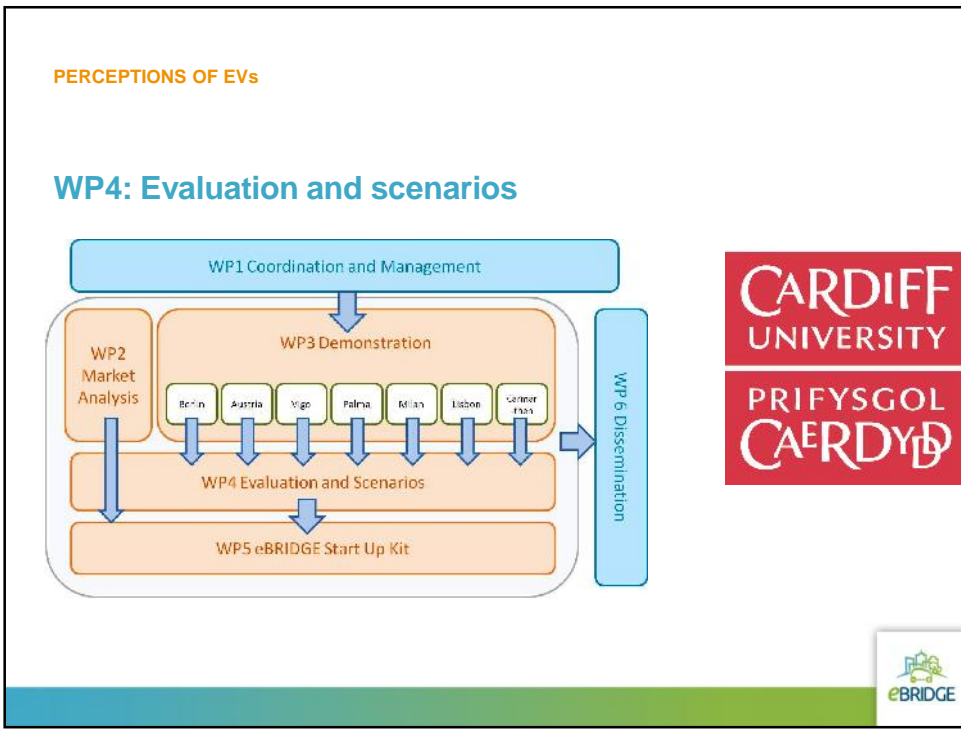 PERCEPTIONS OF EVs
WP4: Evaluation and scenarios
WP1 Coordination and Management
WP2
Market
Analysis
WP3 Demonstration
Berlin
Austria
Vigo
Palma
Milan
Lisbon
Carmar
-then
WP4 Evaluation and Scenarios
WP5 eBRIDGE Start Up Kit
WP 6 Dissemination
CARDIFF
UNIVERSITY
PRIFYSGOL
CAERDYDD
eBRIDGE